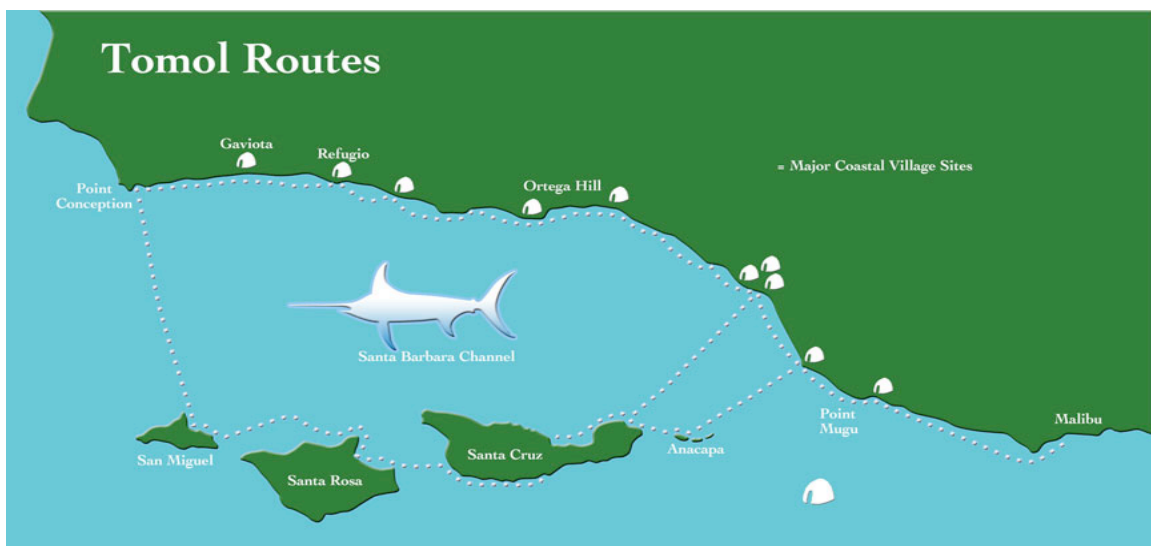 Tomol Routes
Gaviota
Refugio
= Major Coastal Village Sites
Point
Conception
Ortega Hill
Santa Barbara Channel
Point
Mugu
Malibu
San Miguel
Santa Rosa
Santa Cruz
Anacapa